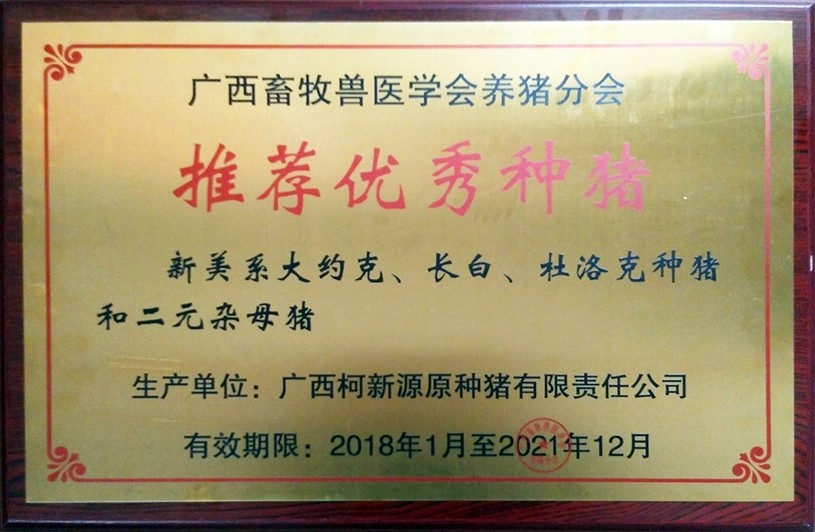 广西畜牧兽医学会养猪分会
推荐优秀种猪
新美系大约克、长白、杜洛克种猪
和二元杂母猪
生产单位：广西柯新源原种猪有限责任公司
有效期限：2018年1月至2021年12月